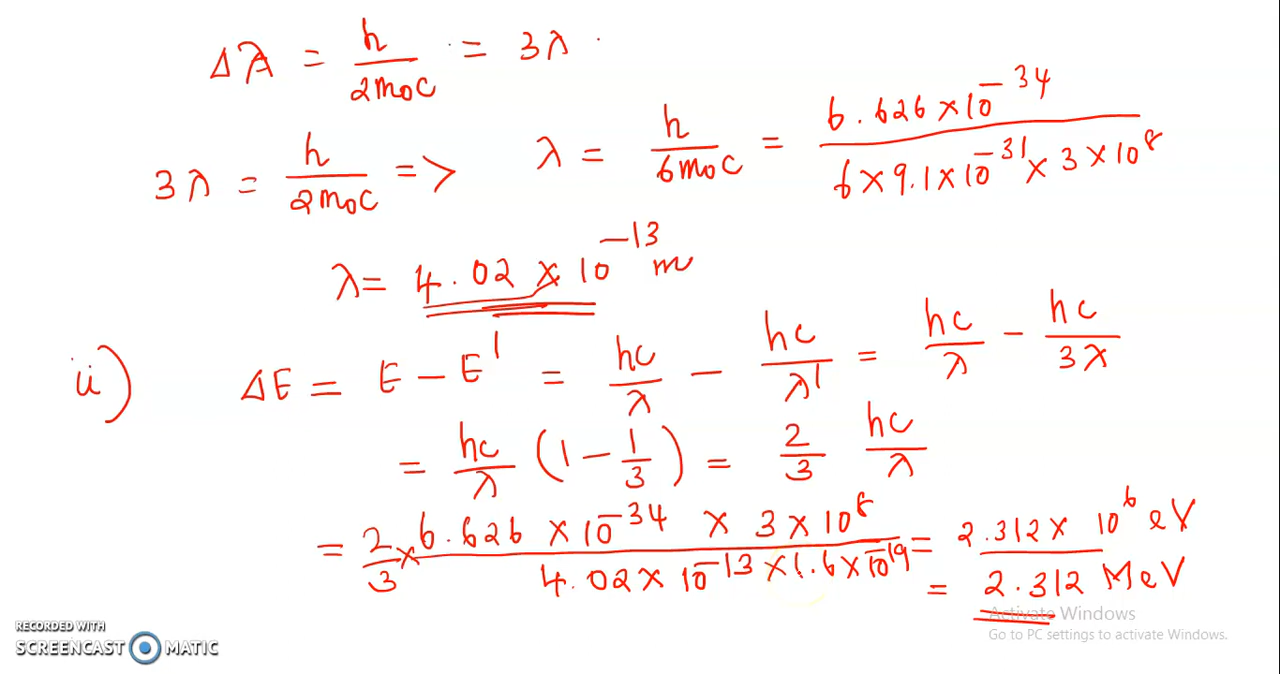 Δλ = h/2m₀c = 3λ
3λ = h/2m₀c => λ = h/6m₀c = 6.626×10⁻³⁴/6×9.1×10⁻³¹×3×10⁸
λ = 4.02×10⁻¹³ m
ii) ΔE = E − E' = hc/λ − hc/λ' = hc/λ − hc/3λ
= hc/λ (1 − 1/3) = 2/3 hc/λ
= 2/3 × 6.626×10⁻³⁴ × 3×10⁸/4.02×10⁻¹³×1.6×10⁻¹⁹ = 2.312×10⁶ eV
= 2.312 MeV
Activate Windows
Go to PC settings to activate Windows.
RECORDED WITH
SCREENCAST MATIC